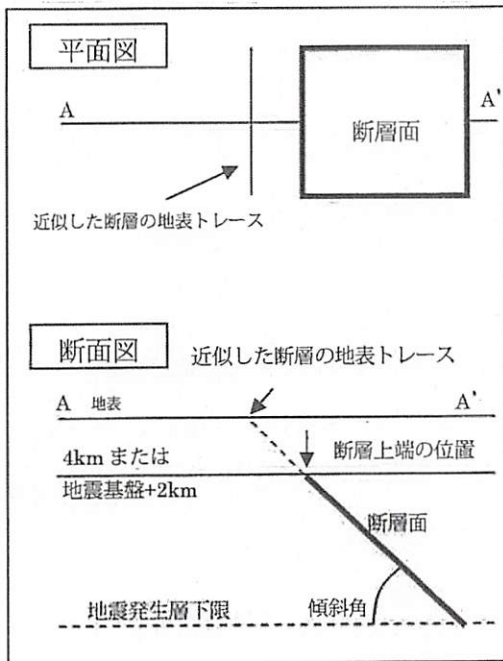 平面図
A
A'
断層面
近似した断層の地表トレース
断面図
近似した断層の地表トレース
A 地表
A'
4km または
地震基盤+2km
断層上端の位置
断層面
地震発生層下限
傾斜角